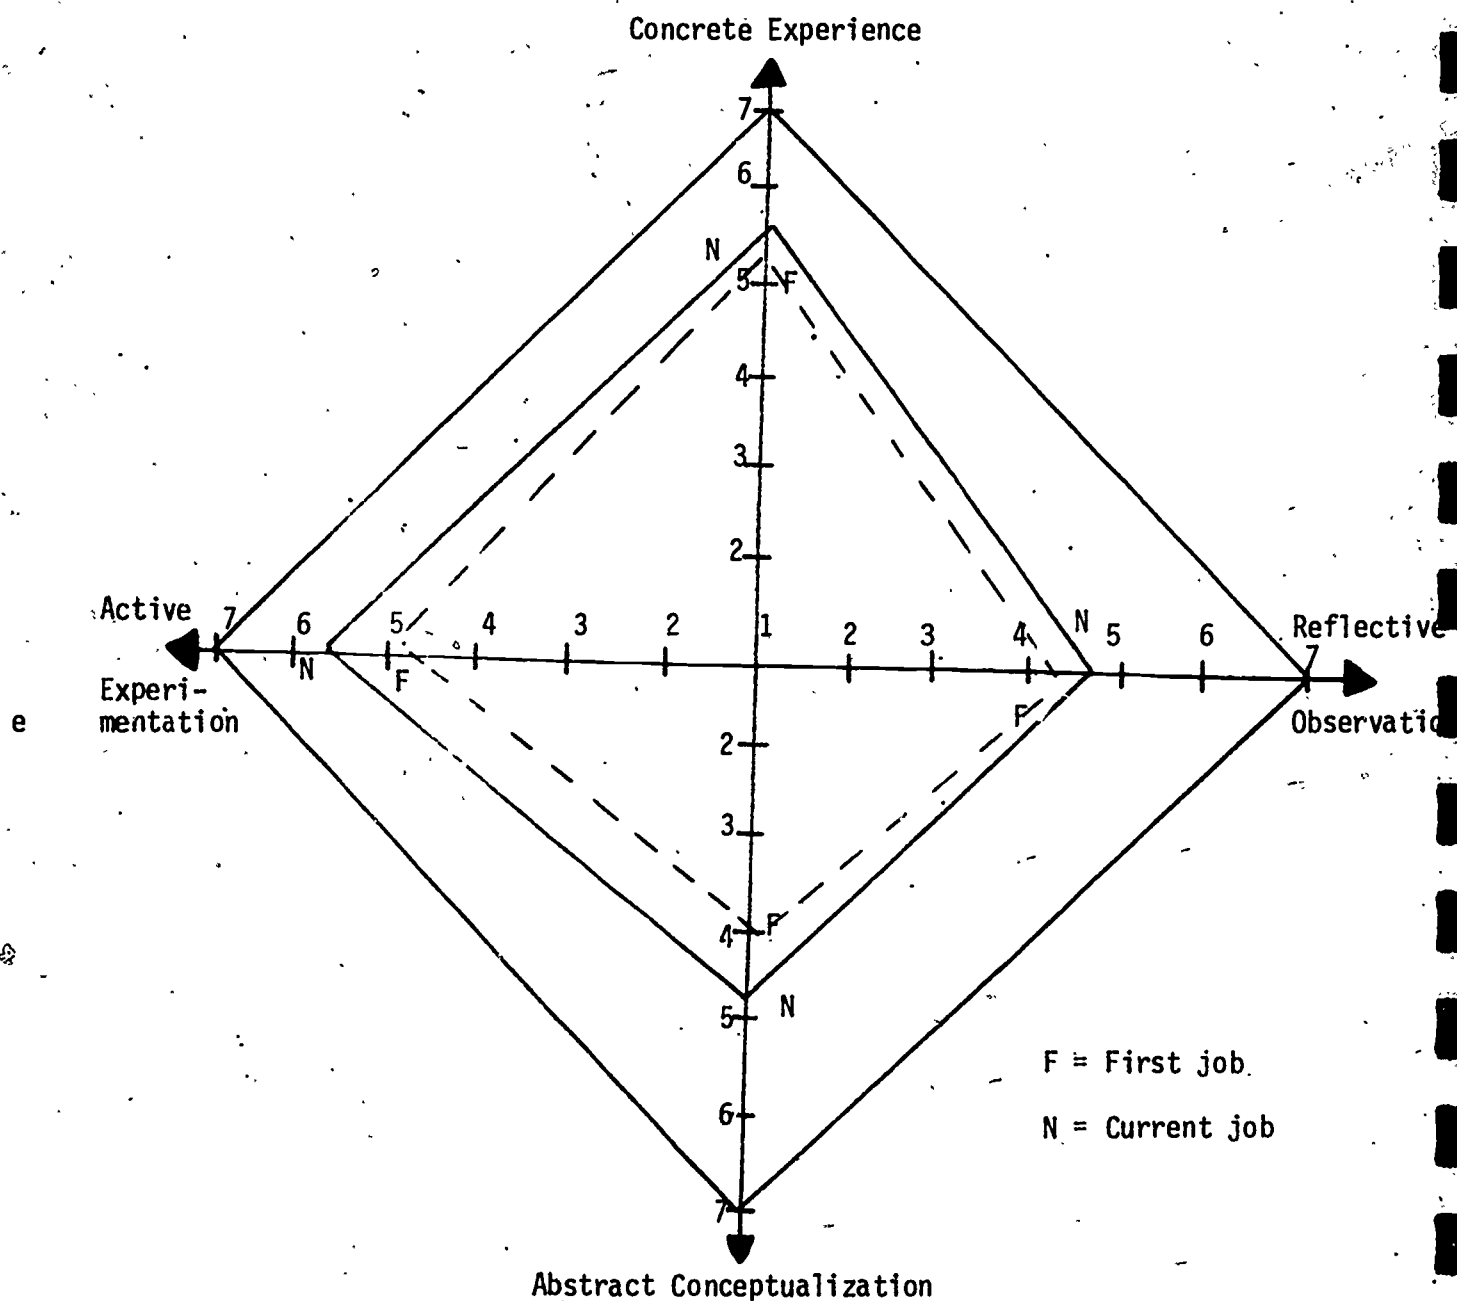 Concrete Experience
7
6
N
5 F
4
3
2
Active 7 6 5 4 3 2 1 2 3 4 N 5 6 Reflective 7
N F
Experi-
e mentation
F Observatio
2
3
F
4
N
5
F = First job
6
N = Current job
7
Abstract Conceptualization